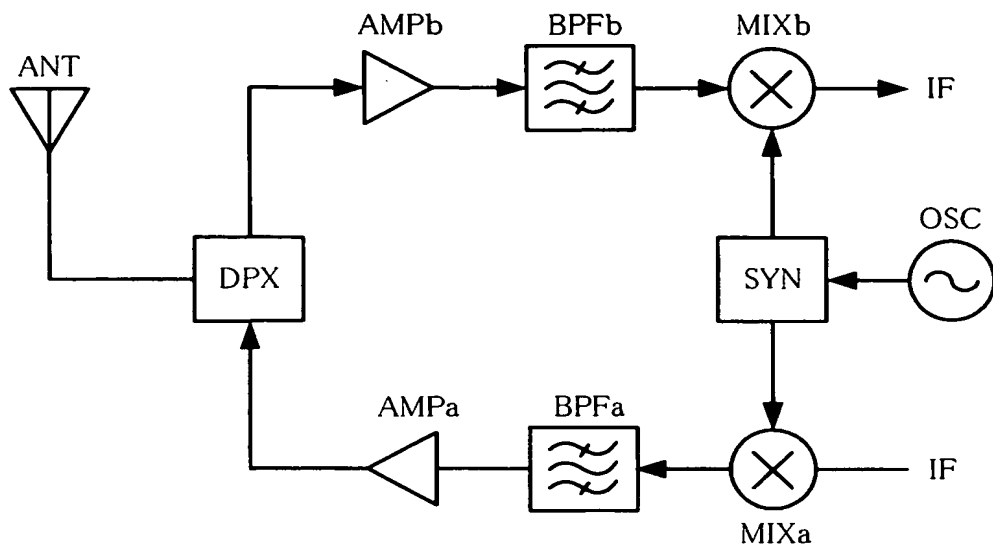 AMPb
BPFb
MIXb
ANT
IF
OSC
DPX
SYN
AMPa
BPFa
IF
MIXa